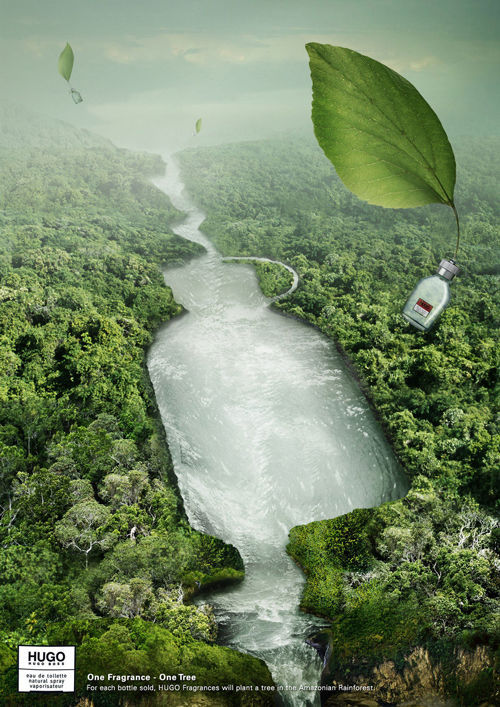 HUGO
HUGO BOSS
eau de toilette
natural spray
vaporisateur
One Fragrance - One Tree
For each bottle sold, HUGO Fragrances will plant a tree in the Amazonian Rainforest.